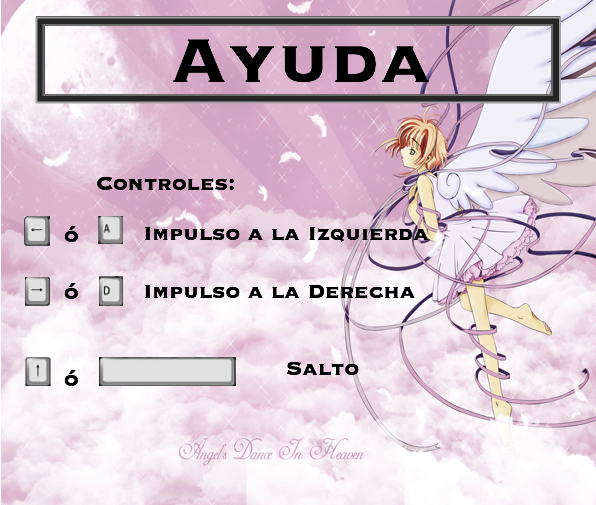 AYUDA
CONTROLES:
← ó A IMPULSO A LA IZQUIERDA
→ ó D IMPULSO A LA DERECHA
↑ ó SALTO
Angel's Dance In Heaven